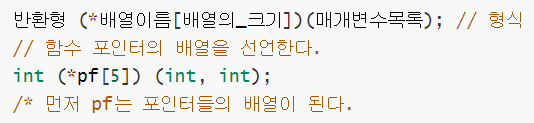 반환형 (*배열이름[배열의_크기])(매개변수목록); // 형식
// 함수 포인터의 배열을 선언한다.
int (*pf[5]) (int, int);
/* 먼저 pf는 포인터들의 배열이 된다.